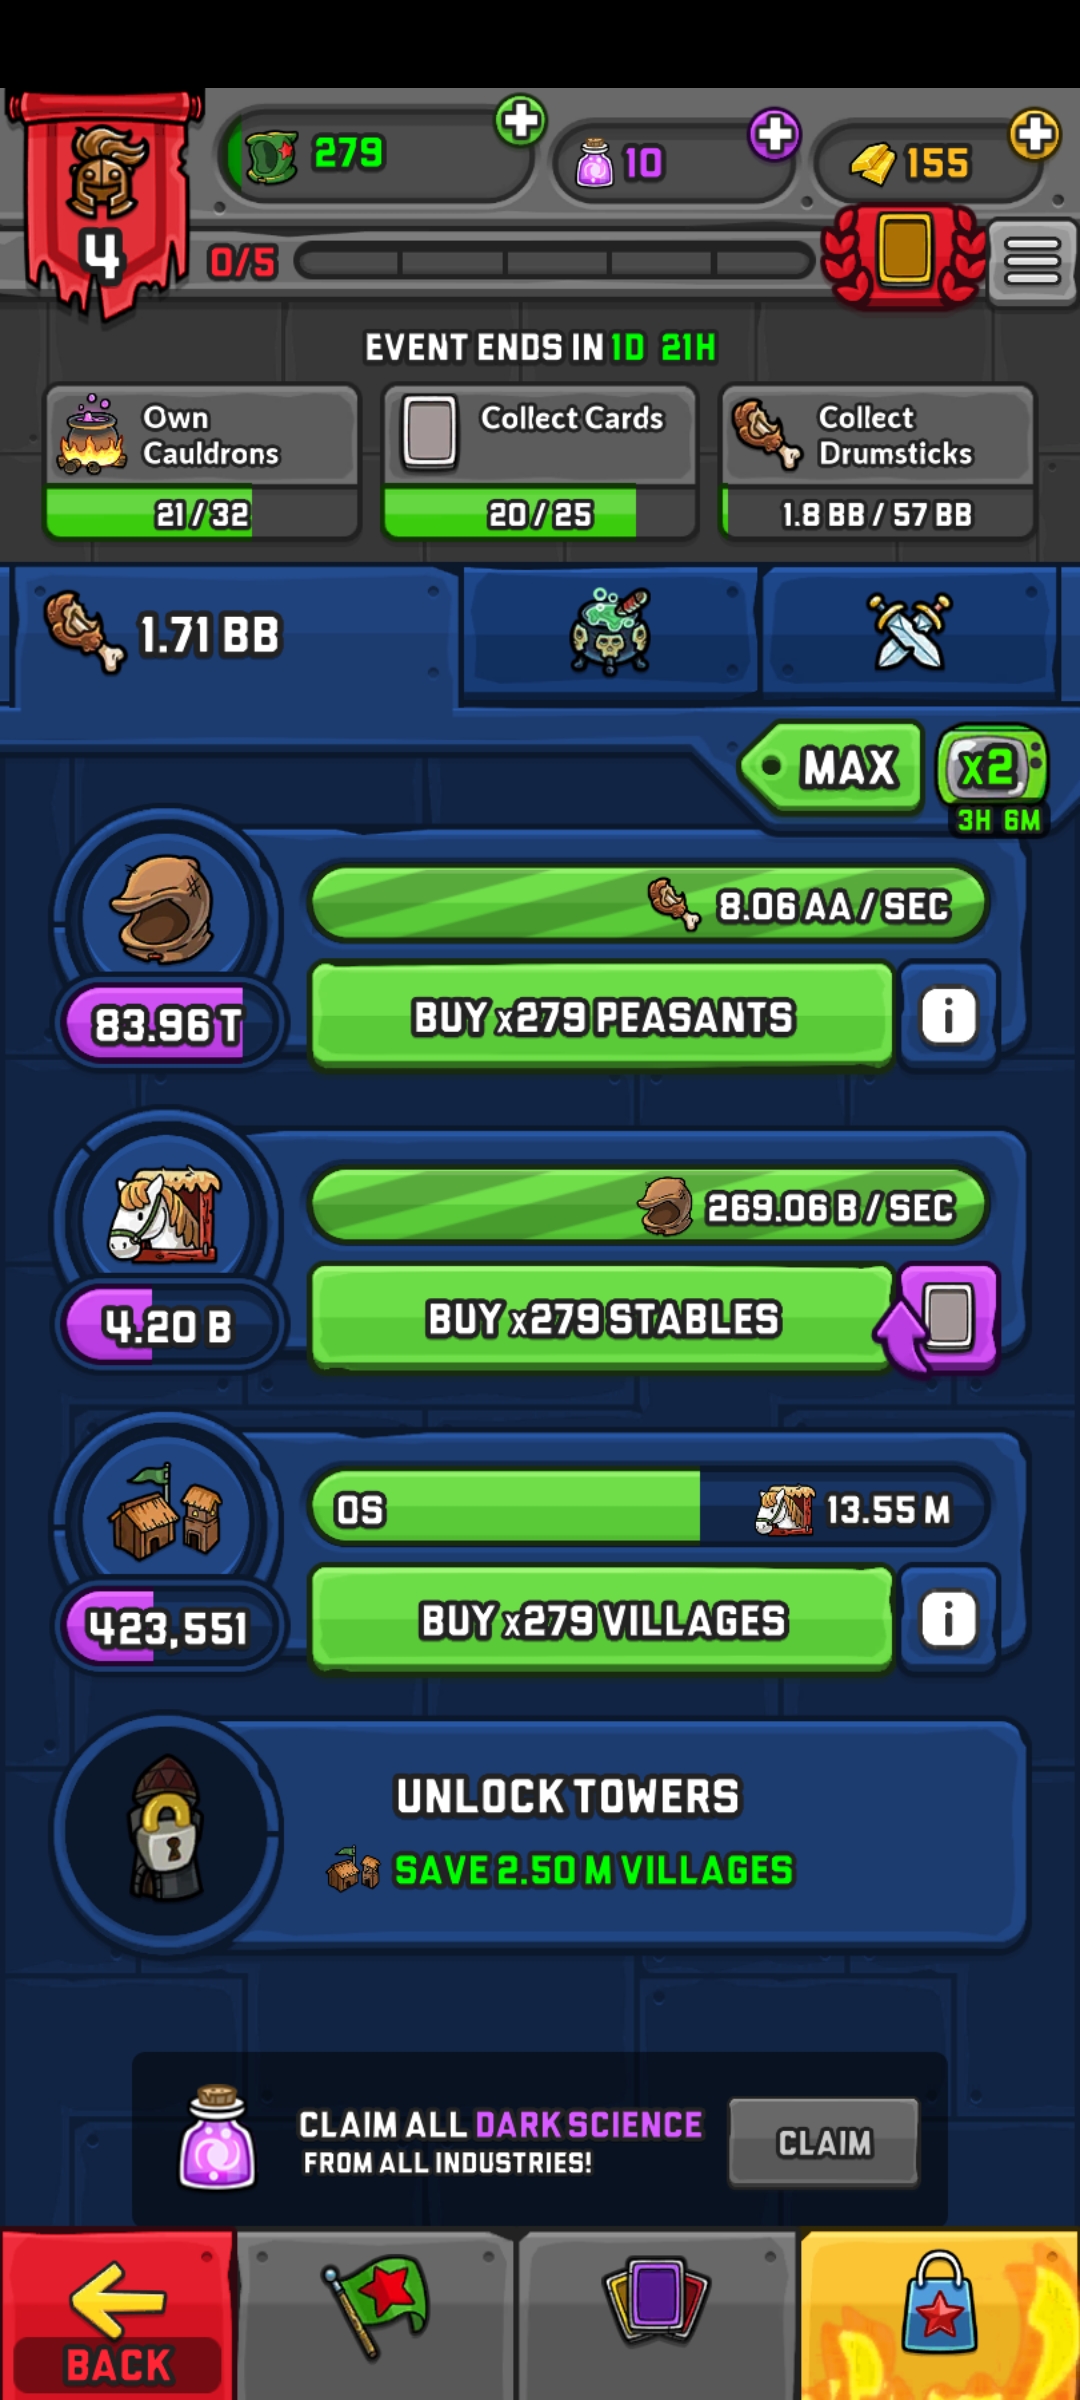 279
10
155
4
0/5
EVENT ENDS IN 1D 21H
Own
Cauldrons
21 / 32
Collect Cards
20 / 25
Collect
Drumsticks
1.8 BB / 57 BB
1.71 BB
MAX
x2
3H 6M
8.06 AA / SEC
83.96 T
BUY x279 PEASANTS
i
269.06 B / SEC
4.20 B
BUY x279 STABLES
0S
13.55 M
423,551
BUY x279 VILLAGES
i
UNLOCK TOWERS
SAVE 2.50 M VILLAGES
CLAIM ALL DARK SCIENCE
FROM ALL INDUSTRIES!
CLAIM
BACK